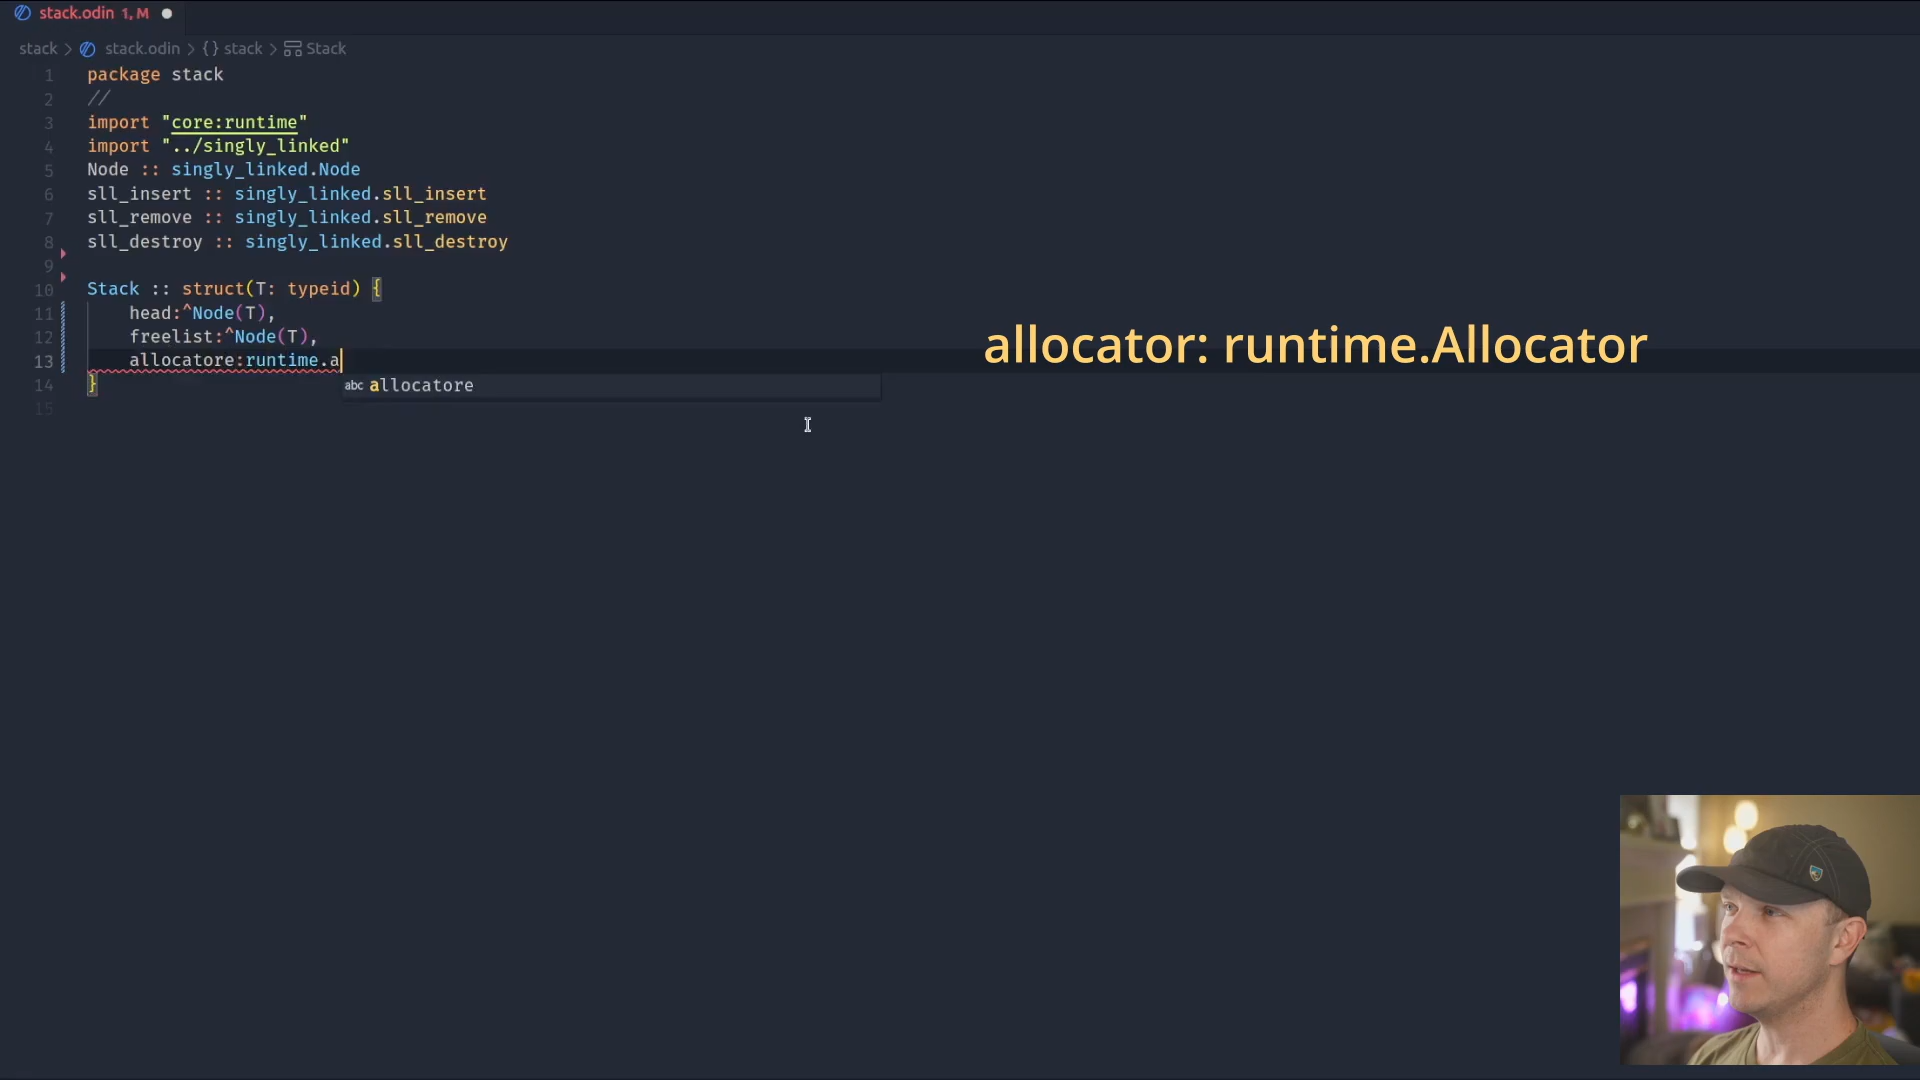 stack.odin 1, M
stack > stack.odin > {} stack > Stack
1 package stack
2 //
3 import "core:runtime"
4 import "../singly_linked"
5 Node :: singly_linked.Node
6 sll_insert :: singly_linked.sll_insert
7 sll_remove :: singly_linked.sll_remove
8 sll_destroy :: singly_linked.sll_destroy
9
10 Stack :: struct(T: typeid) {
11 head:^Node(T),
12 freelist:^Node(T),
13 allocatore:runtime.a
14 }
abc allocatore
15
allocator: runtime.Allocator